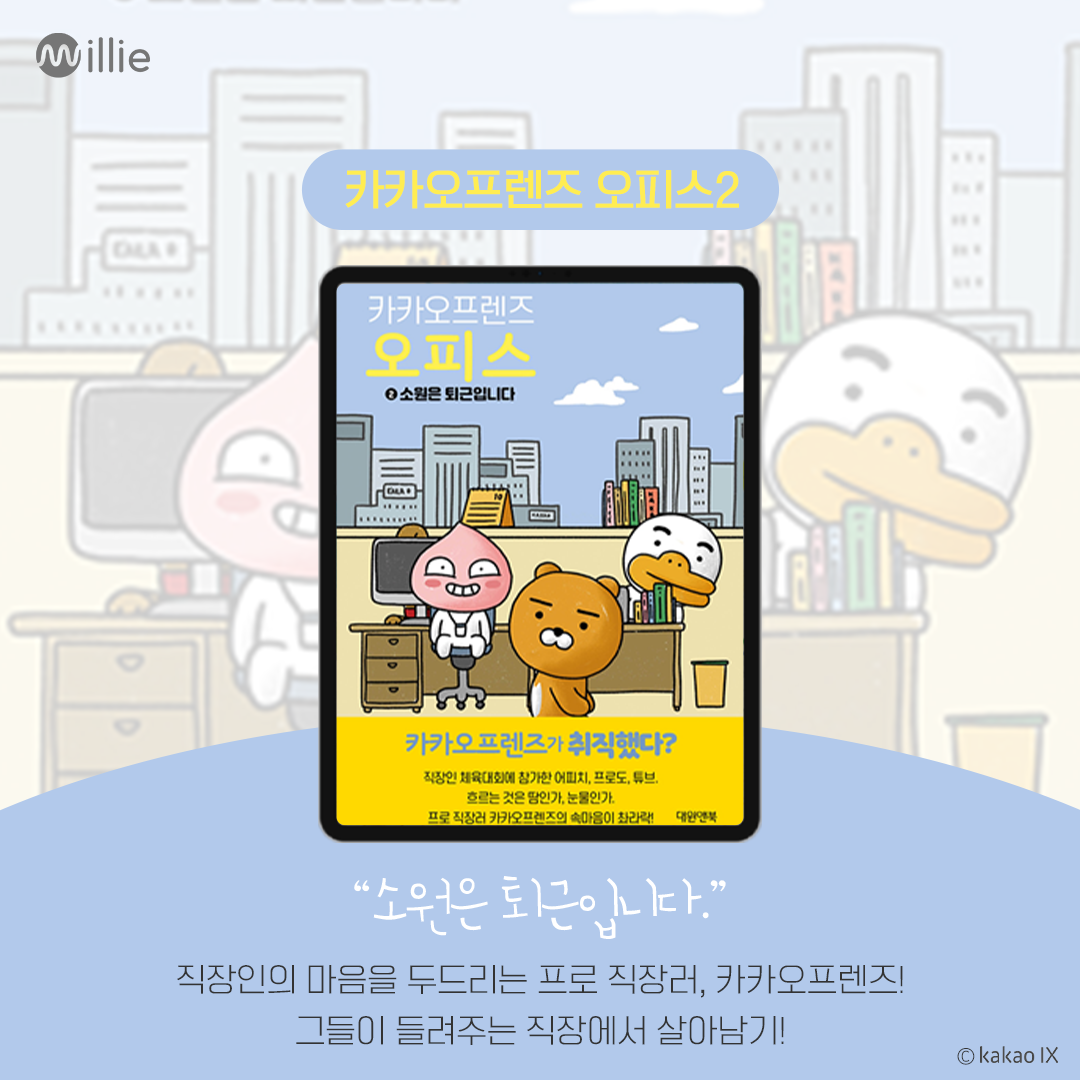 millie
카카오프렌즈 오피스2
카카오프렌즈
오피스
2 소원은 퇴근입니다
10
카카오프렌즈가 취직했다?
직장인 체육대회에 참가한 어피치, 프로도, 튜브.
흐르는 것은 땀인가, 눈물인가.
프로 직장러 카카오프렌즈의 속마음이 촤라락!
대원앤북
“소원은 퇴근입니다.”
직장인의 마음을 두드리는 프로 직장러, 카카오프렌즈!
그들이 들려주는 직장에서 살아남기!
© kakao IX